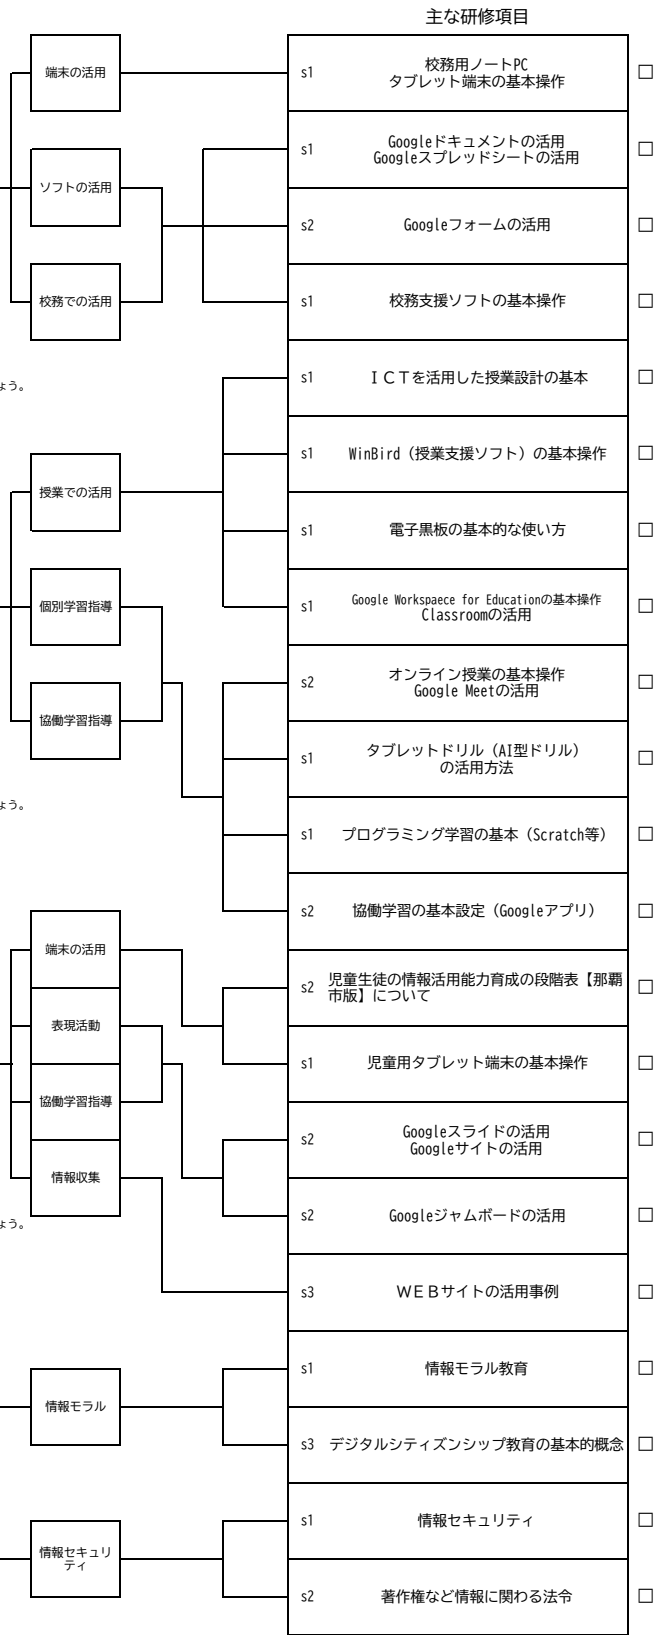 主な研修項目
端末の活用
s1
校務用ノートPC
タブレット端末の基本操作
□
s1
Googleドキュメントの活用
Googleスプレッドシートの活用
□
ソフトの活用
s2
Googleフォームの活用
□
校務での活用
s1
校務支援ソフトの基本操作
□
ょう。
s1
ＩＣＴを活用した授業設計の基本
□
s1
WinBird（授業支援ソフト）の基本操作
□
授業での活用
s1
電子黒板の基本的な使い方
□
個別学習指導
s1
Google Workspaece for Educationの基本操作
Classroomの活用
□
s2
オンライン授業の基本操作
Google Meetの活用
□
協働学習指導
s1
タブレットドリル（AI型ドリル）
の活用方法
□
ょう。
s1
プログラミング学習の基本（Scratch等）
□
s2
協働学習の基本設定（Googleアプリ）
□
端末の活用
s2
児童生徒の情報活用能力育成の段階表【那覇
市版】について
□
表現活動
s1
児童用タブレット端末の基本操作
□
協働学習指導
s2
Googleスライドの活用
Googleサイトの活用
□
情報収集
s2
Googleジャムボードの活用
□
ょう。
s3
ＷＥＢサイトの活用事例
□
s1
情報モラル教育
□
情報モラル
s3
デジタルシティズンシップ教育の基本的概念
□
s1
情報セキュリティ
□
情報セキュリ
ティ
s2
著作権など情報に関わる法令
□